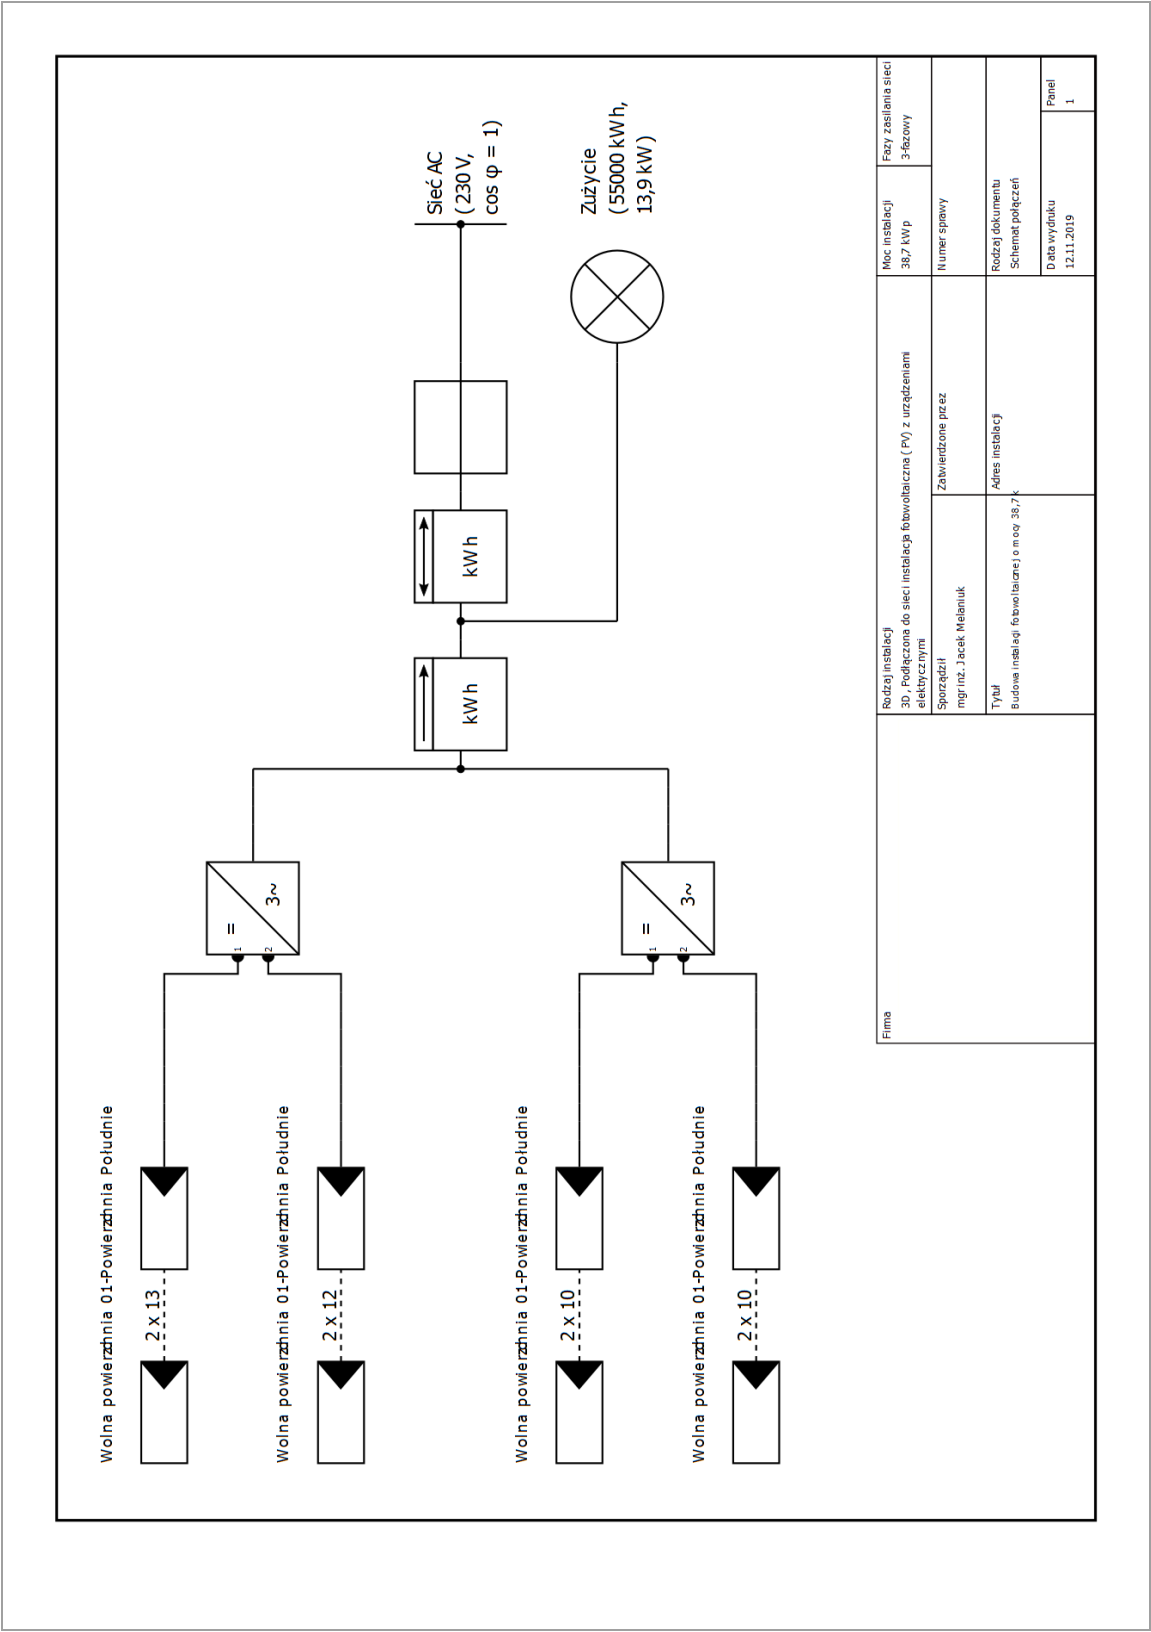 Wolna powierzchnia 01-Powierzchnia Południe
2 x 13
Wolna powierzchnia 01-Powierzchnia Południe
2 x 12
Wolna powierzchnia 01-Powierzchnia Południe
2 x 10
Wolna powierzchnia 01-Powierzchnia Południe
2 x 10
=
3~
1
2
=
3~
1
2
kWh
kWh
Sieć AC
(230 V,
cos φ = 1)
Zużycie
(55000 kWh,
13,9 kW)
Firma
Rodzaj instalacji
3D, Podłączona do sieci instalacja fotowoltaiczna (PV) z urządzeniami
elektrycznymi
Moc instalacji
38,7 kWp
Fazy zasilania sieci
3-fazowy
Sporządził
mgr inż. Jacek Melaniuk
Zatwierdzone przez
Numer sprawy
Tytuł
Budowa instalacji fotowoltaicznej o mocy 38,7 k
Adres instalacji
Rodzaj dokumentu
Schemat połączeń
Data wydruku
12.11.2019
Panel
1